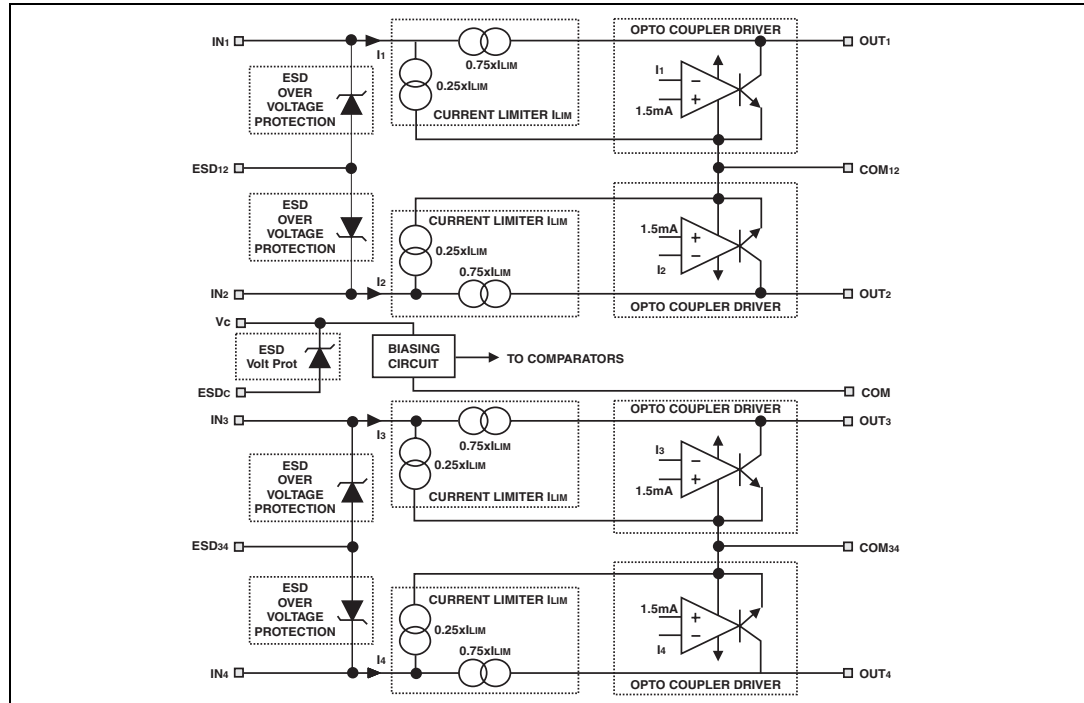 IN1
I1
0.75xILIM
OPTO COUPLER DRIVER
OUT1
ESD
OVER
VOLTAGE
PROTECTION
0.25xILIM
CURRENT LIMITER ILIM
I1
−
+
1.5mA
ESD12
COM12
ESD
OVER
VOLTAGE
PROTECTION
CURRENT LIMITER ILIM
0.25xILIM
1.5mA
+
−
I2
IN2
I2
0.75xILIM
OUT2
OPTO COUPLER DRIVER
Vc
ESD
Volt Prot
BIASING
CIRCUIT
TO COMPARATORS
ESDc
COM
IN3
I3
0.75xILIM
OPTO COUPLER DRIVER
OUT3
ESD
OVER
VOLTAGE
PROTECTION
0.25xILIM
CURRENT LIMITER ILIM
I3
−
+
1.5mA
ESD34
COM34
ESD
OVER
VOLTAGE
PROTECTION
CURRENT LIMITER ILIM
0.25xILIM
1.5mA
+
−
I4
IN4
I4
0.75xILIM
OUT4
OPTO COUPLER DRIVER